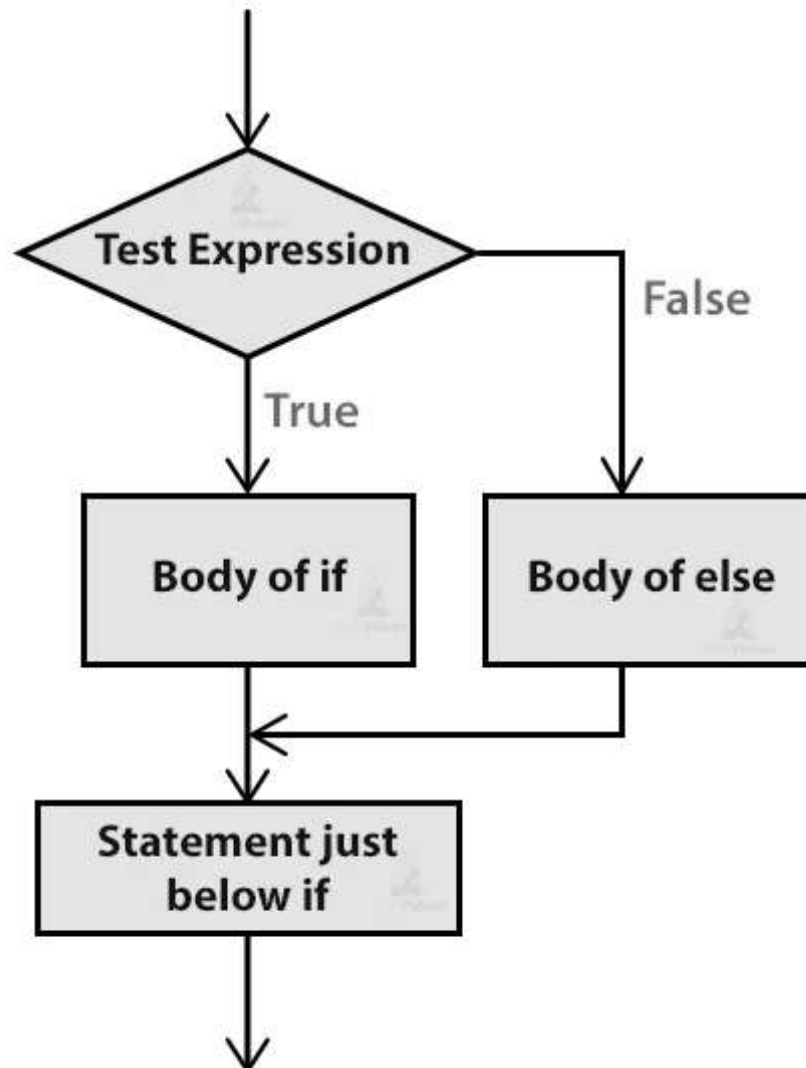 Test Expression
False
True
Body of if
Body of else
Statement just
below if